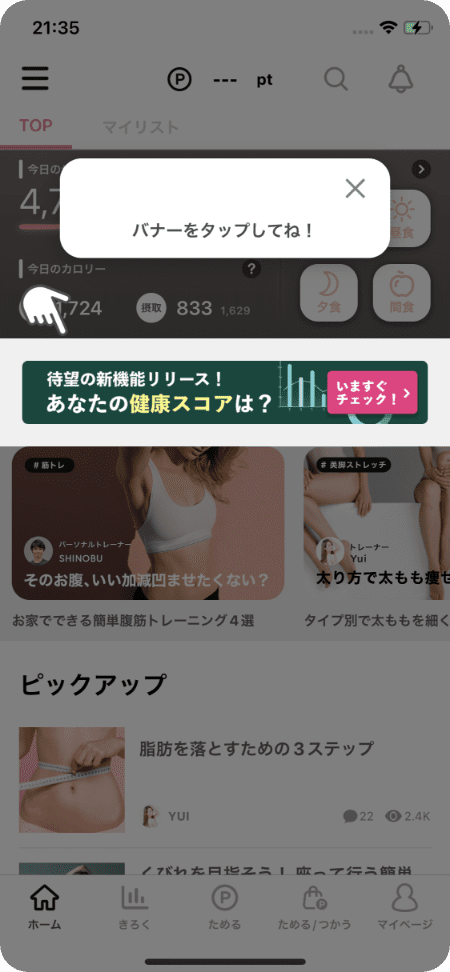 21:35
P --- pt
TOP マイリスト
今日の
4,7
×
バナーをタップしてね！
昼食
今日のカロリー ?
,724 摂取 833 1,629
夕食 間食
待望の新機能リリース！
あなたの健康スコアは？
いますぐ
チェック！
# 筋トレ
パーソナルトレーナー
SHINOBU
そのお腹、いい加減凹ませたくない？
お家でできる簡単腹筋トレーニング４選
# 美脚ストレッチ
トレーナー
Yui
太り方で太もも痩せ
タイプ別で太ももを細く
ピックアップ
脂肪を落とすための３ステップ
YUI 22 2.4K
くびれを目指そう！ 座って行う簡単
ホーム きろく ためる ためる/つかう マイページ